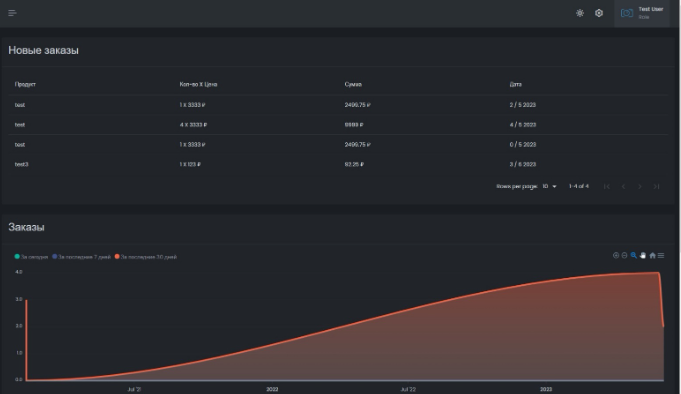 Test User
Новые заказы
Продукт Кол-во X Цена Сумма Дата
test 1 X 3333 ₽ 2499.75 ₽ 2 / 5 2023
test 4 X 3333 ₽ 9999 ₽ 4 / 5 2023
test 1 X 3333 ₽ 2499.75 ₽ 0 / 5 2023
test3 1 X 123 ₽ 92.25 ₽ 3 / 6 2023
Rows per page: 10 1-4 of 4
Заказы
За сегодня За последние 7 дней За последние 30 дней
4.0
3.0
2.0
1.0
0.0
Jul '21 2022 Jul '22 2023